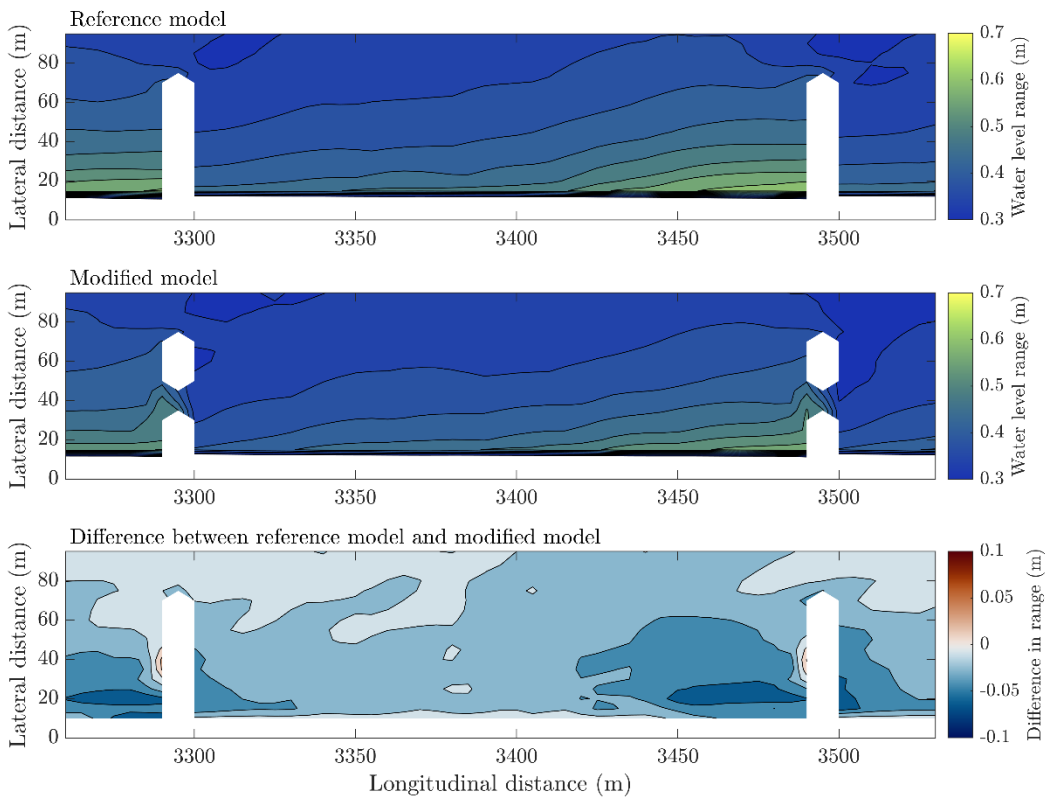 Reference model
Lateral distance (m)
80
60
40
20
0
3300 3350 3400 3450 3500
0.7
0.6
0.5
0.4
0.3
Water level range (m)
Modified model
Lateral distance (m)
80
60
40
20
0
3300 3350 3400 3450 3500
0.7
0.6
0.5
0.4
0.3
Water level range (m)
Difference between reference model and modified model
Lateral distance (m)
80
60
40
20
0
3300 3350 3400 3450 3500
Longitudinal distance (m)
0.1
0.05
0
-0.05
-0.1
Difference in range (m)